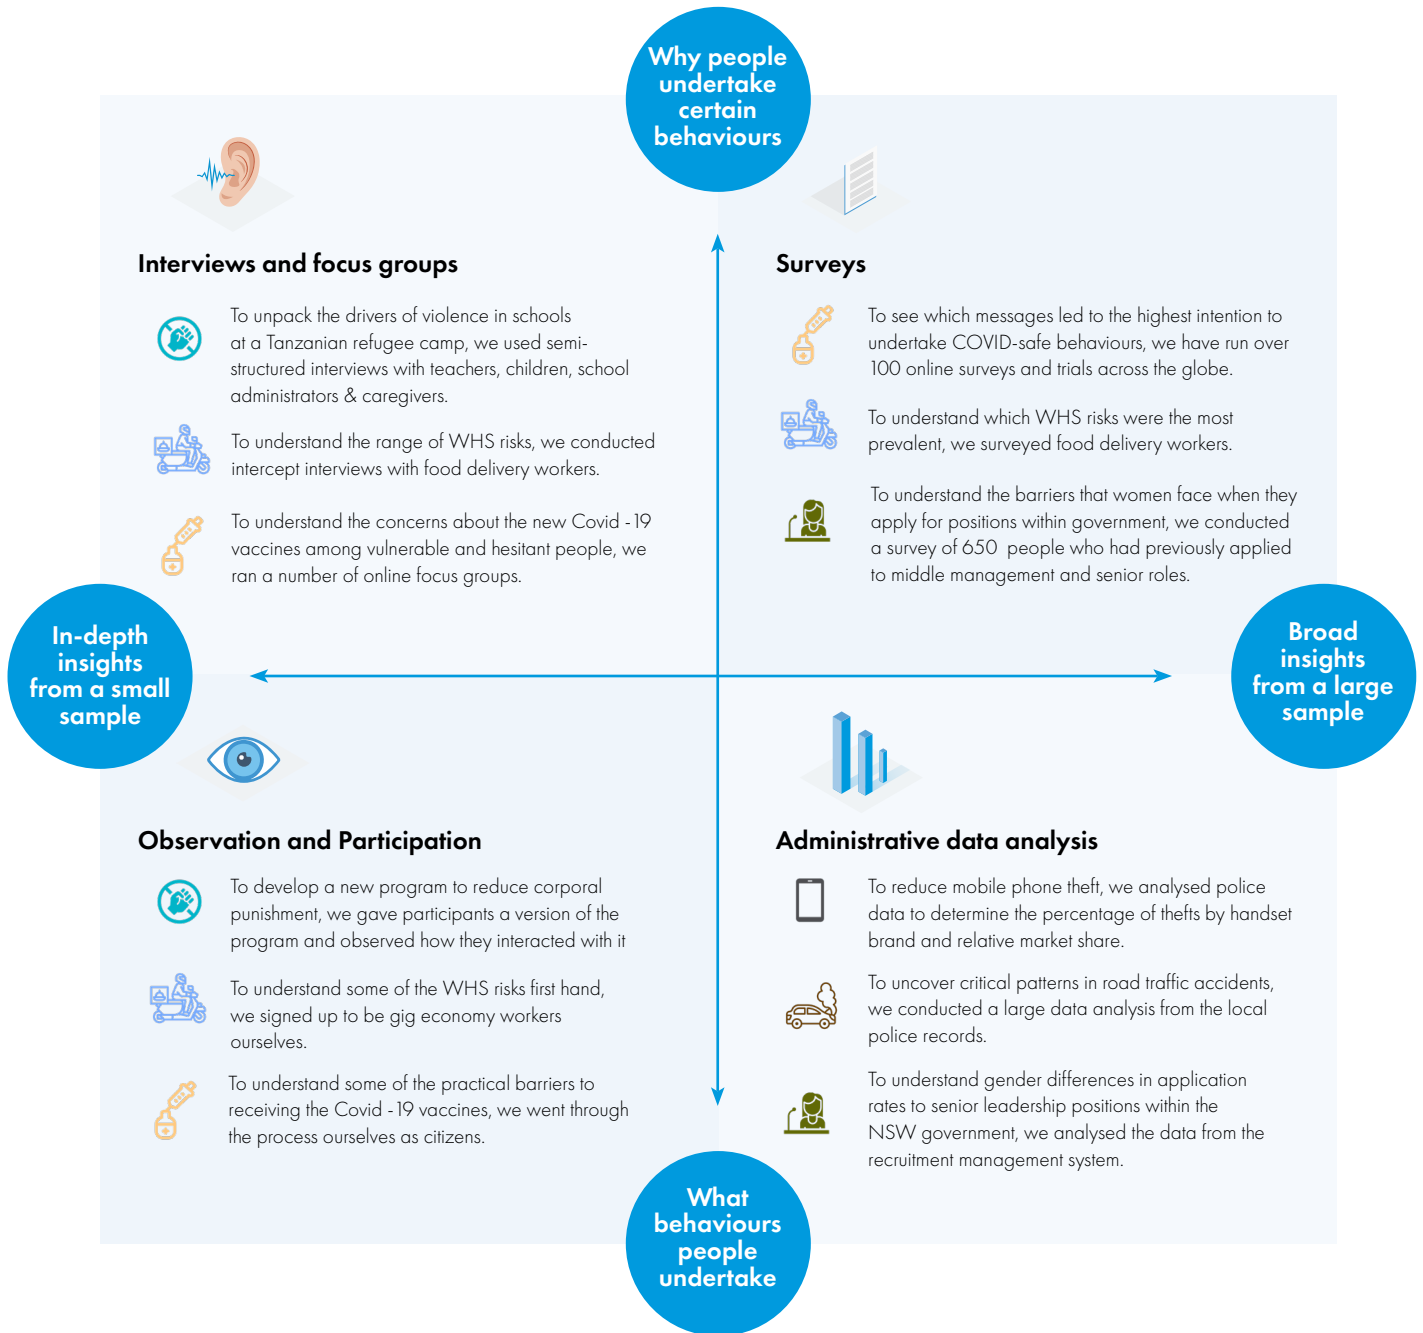 Why people
undertake
certain
behaviours
Interviews and focus groups
To unpack the drivers of violence in schools
at a Tanzanian refugee camp, we used semi-
structured interviews with teachers, children, school
administrators & caregivers.
To understand the range of WHS risks, we conducted
intercept interviews with food delivery workers.
To understand the concerns about the new Covid -19
vaccines among vulnerable and hesitant people, we
ran a number of online focus groups.
Surveys
To see which messages led to the highest intention to
undertake COVID-safe behaviours, we have run over
100 online surveys and trials across the globe.
To understand which WHS risks were the most
prevalent, we surveyed food delivery workers.
To understand the barriers that women face when they
apply for positions within government, we conducted
a survey of 650 people who had previously applied
to middle management and senior roles.
In-depth
insights
from a small
sample
Broad
insights
from a large
sample
Observation and Participation
To develop a new program to reduce corporal
punishment, we gave participants a version of the
program and observed how they interacted with it
To understand some of the WHS risks first hand,
we signed up to be gig economy workers
ourselves.
To understand some of the practical barriers to
receiving the Covid -19 vaccines, we went through
the process ourselves as citizens.
Administrative data analysis
To reduce mobile phone theft, we analysed police
data to determine the percentage of thefts by handset
brand and relative market share.
To uncover critical patterns in road traffic accidents,
we conducted a large data analysis from the local
police records.
To understand gender differences in application
rates to senior leadership positions within the
NSW government, we analysed the data from the
recruitment management system.
What
behaviours
people
undertake